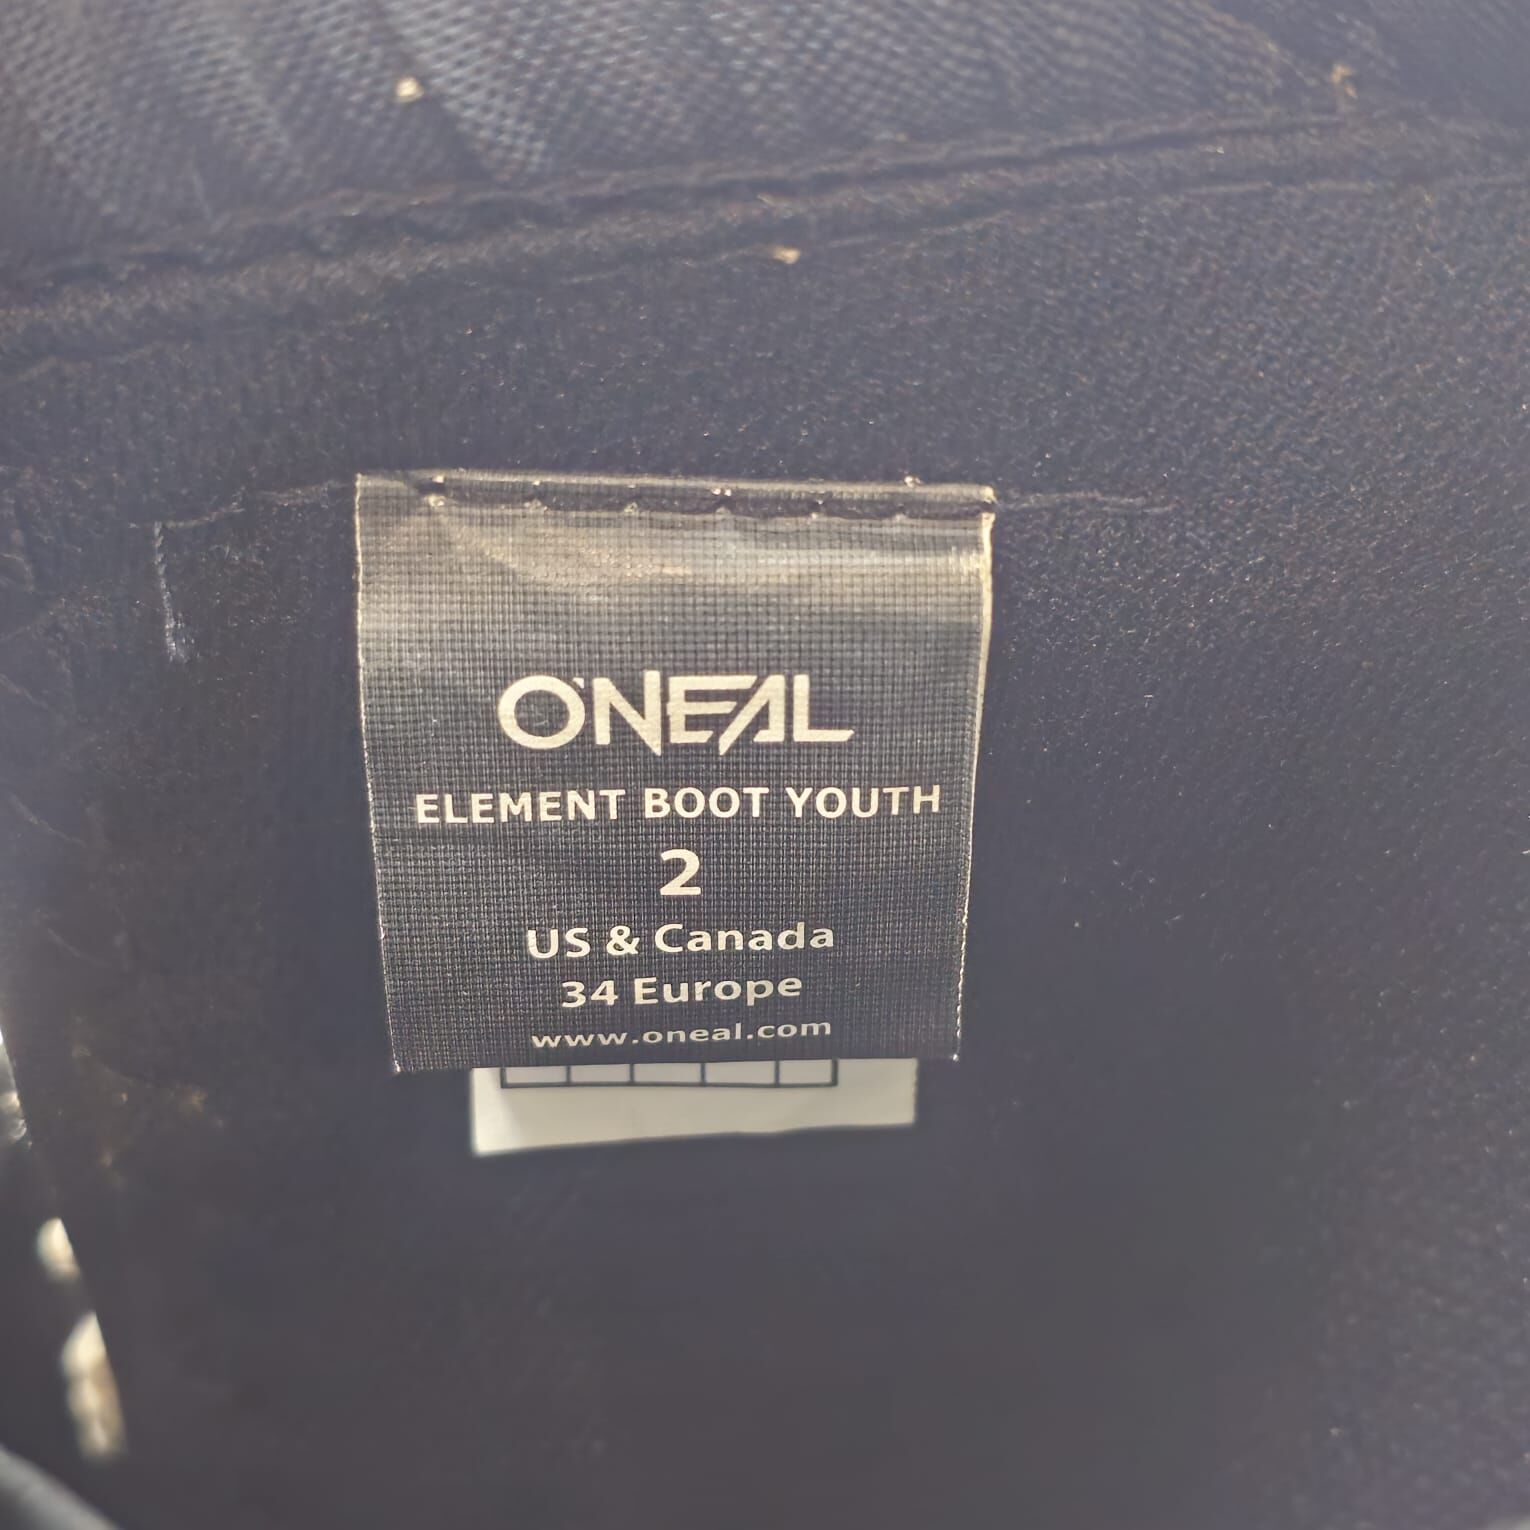 O'NEAL
ELEMENT BOOT YOUTH
2
US & Canada
34 Europe
www.oneal.com